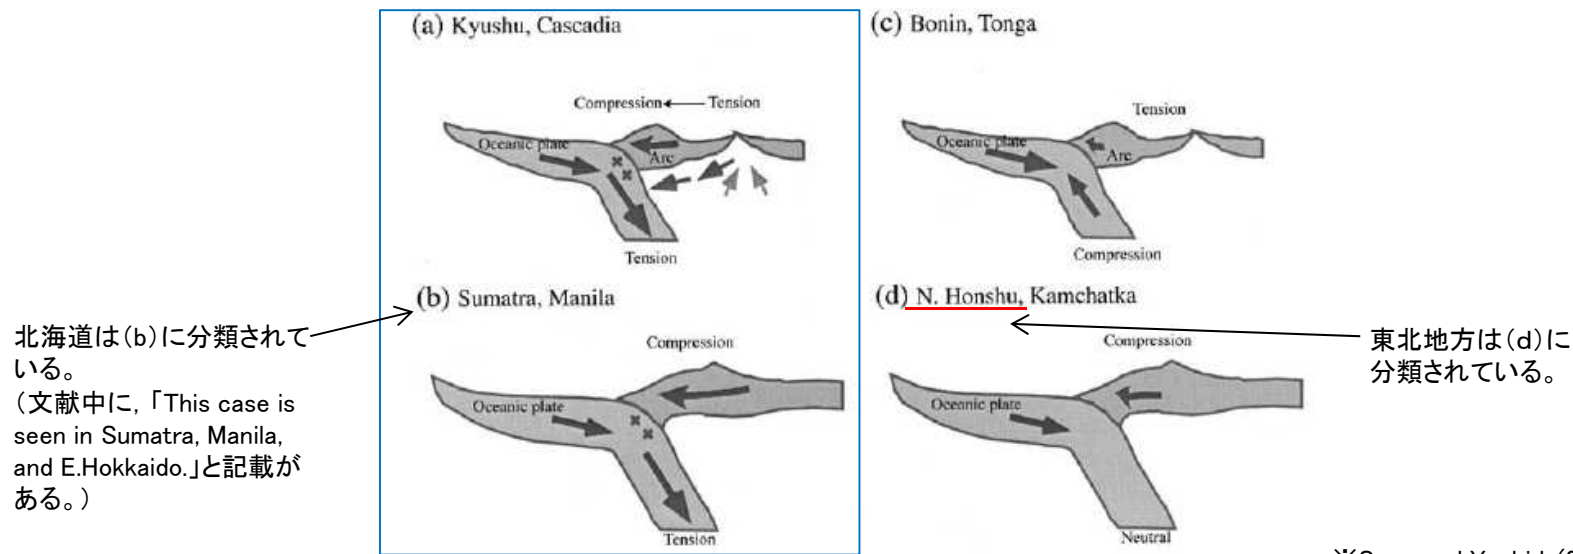 (a) Kyushu, Cascadia
Compression
Tension
Oceanic plate
Arc
Tension
(b) Sumatra, Manila
Compression
Oceanic plate
Tension
(c) Bonin, Tonga
Tension
Oceanic plate
Arc
Compression
(d) N. Honshu, Kamchatka
Compression
Oceanic plate
Neutral
北海道は(b)に分類されて
いる。
(文献中に,「This case is
seen in Sumatra, Manila,
and E.Hokkaido.」と記載が
ある。)
東北地方は(d)に
分類されている。